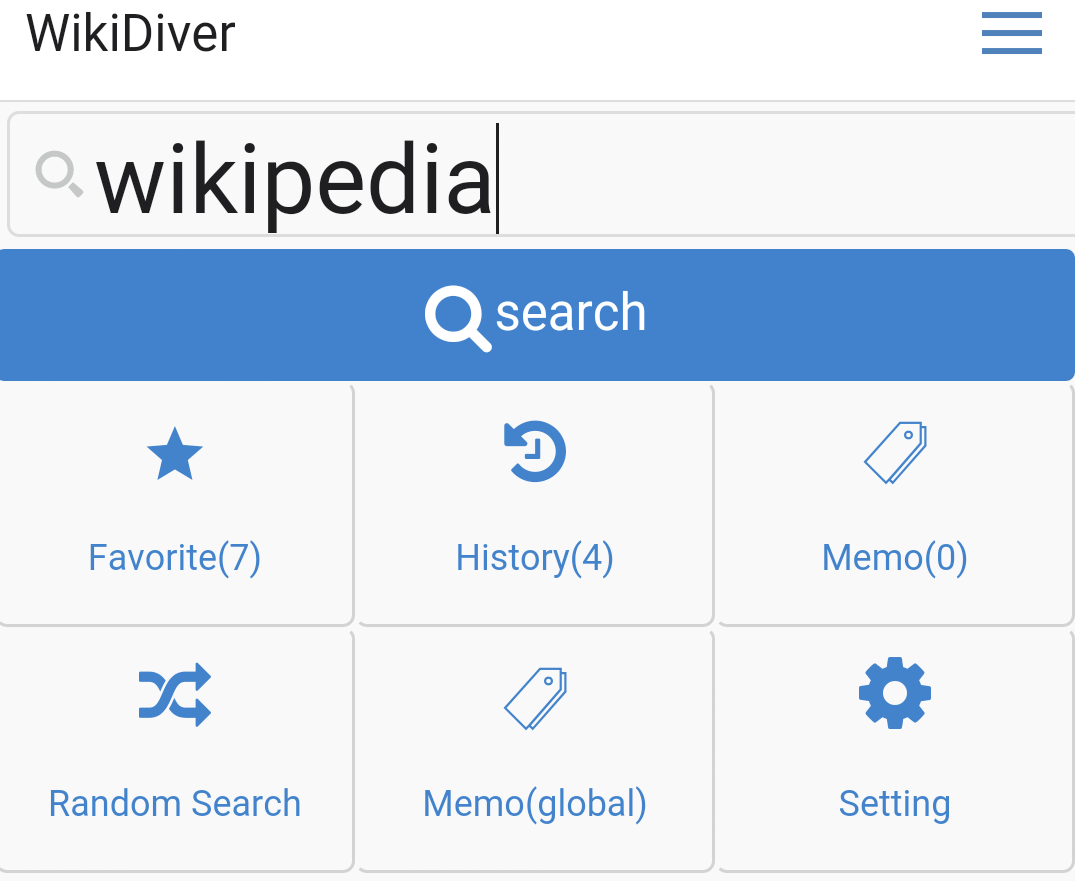 WikiDiver
wikipedia
search
Favorite(7)
History(4)
Memo(0)
Random Search
Memo(global)
Setting